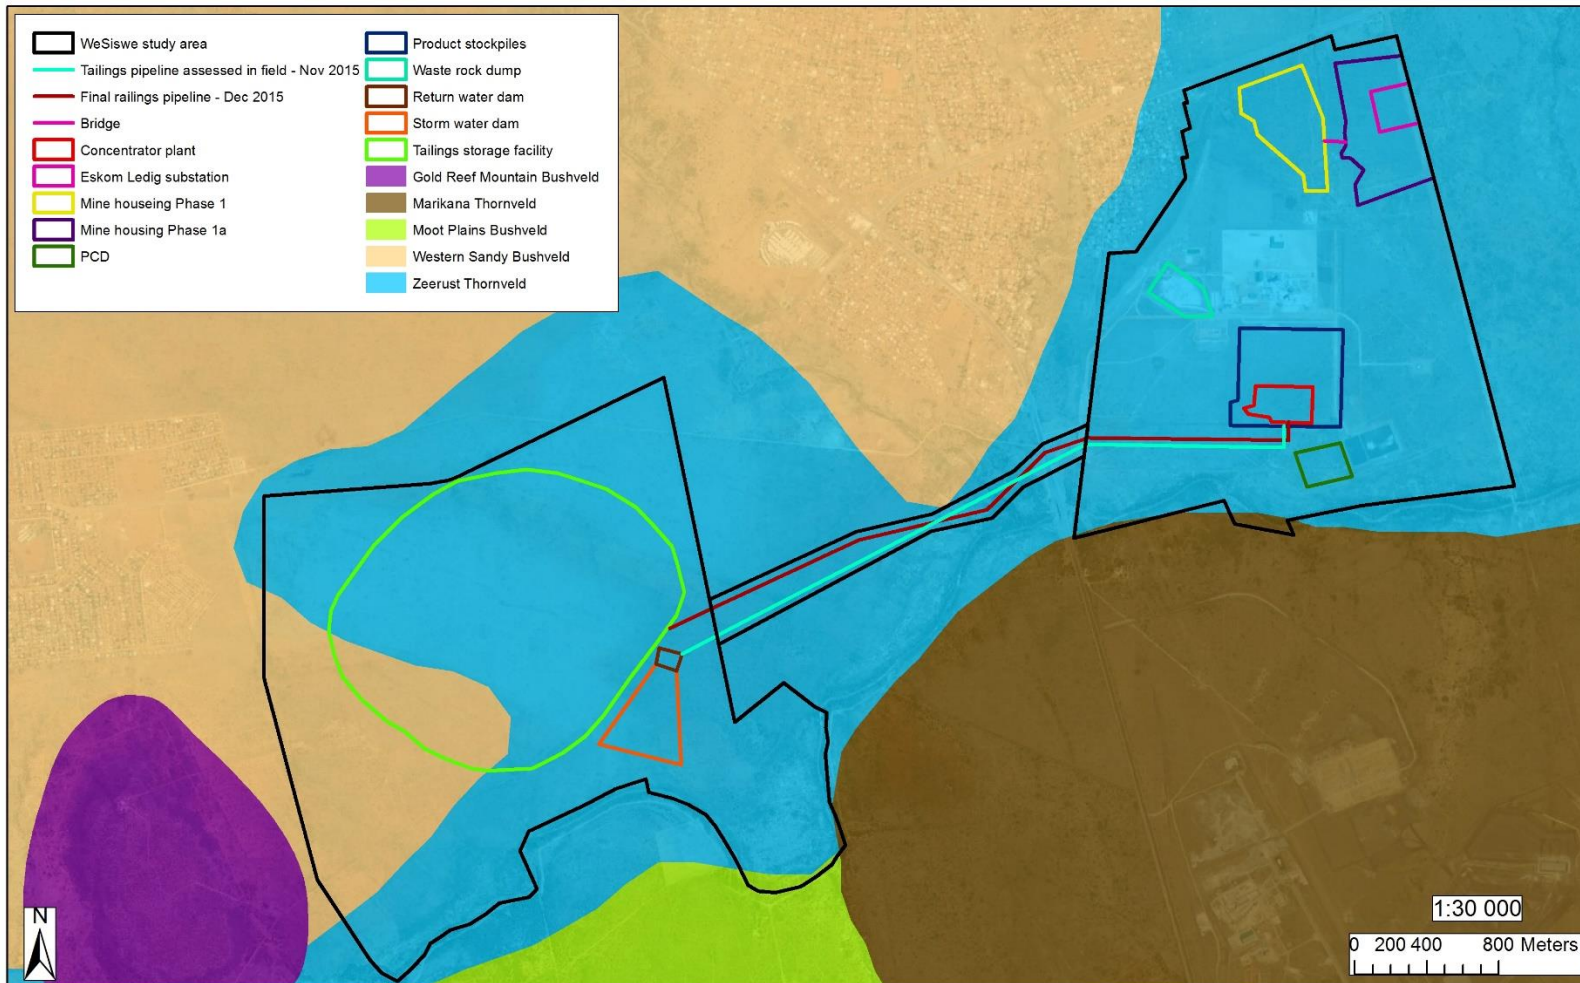 WeSiswe study area
Tailings pipeline assessed in field - Nov 2015
Final railings pipeline - Dec 2015
Bridge
Concentrator plant
Eskom Ledig substation
Mine houseing Phase 1
Mine housing Phase 1a
PCD
Product stockpiles
Waste rock dump
Return water dam
Storm water dam
Tailings storage facility
Gold Reef Mountain Bushveld
Marikana Thornveld
Moot Plains Bushveld
Western Sandy Bushveld
Zeerust Thornveld
N
1:30 000
0 200 400 800 Meters